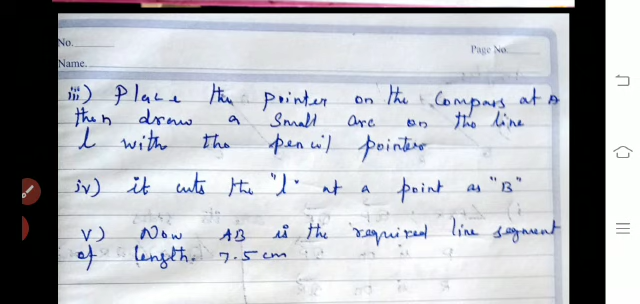 No.
Page No.
Name.
iii) Place the pointer on the Compars at A
then draw a small arc on the line
l with the pencil pointer
iv) it cuts the "l" at a point as "B"
v) Now AB is the required line segment
of length. 7.5 cm